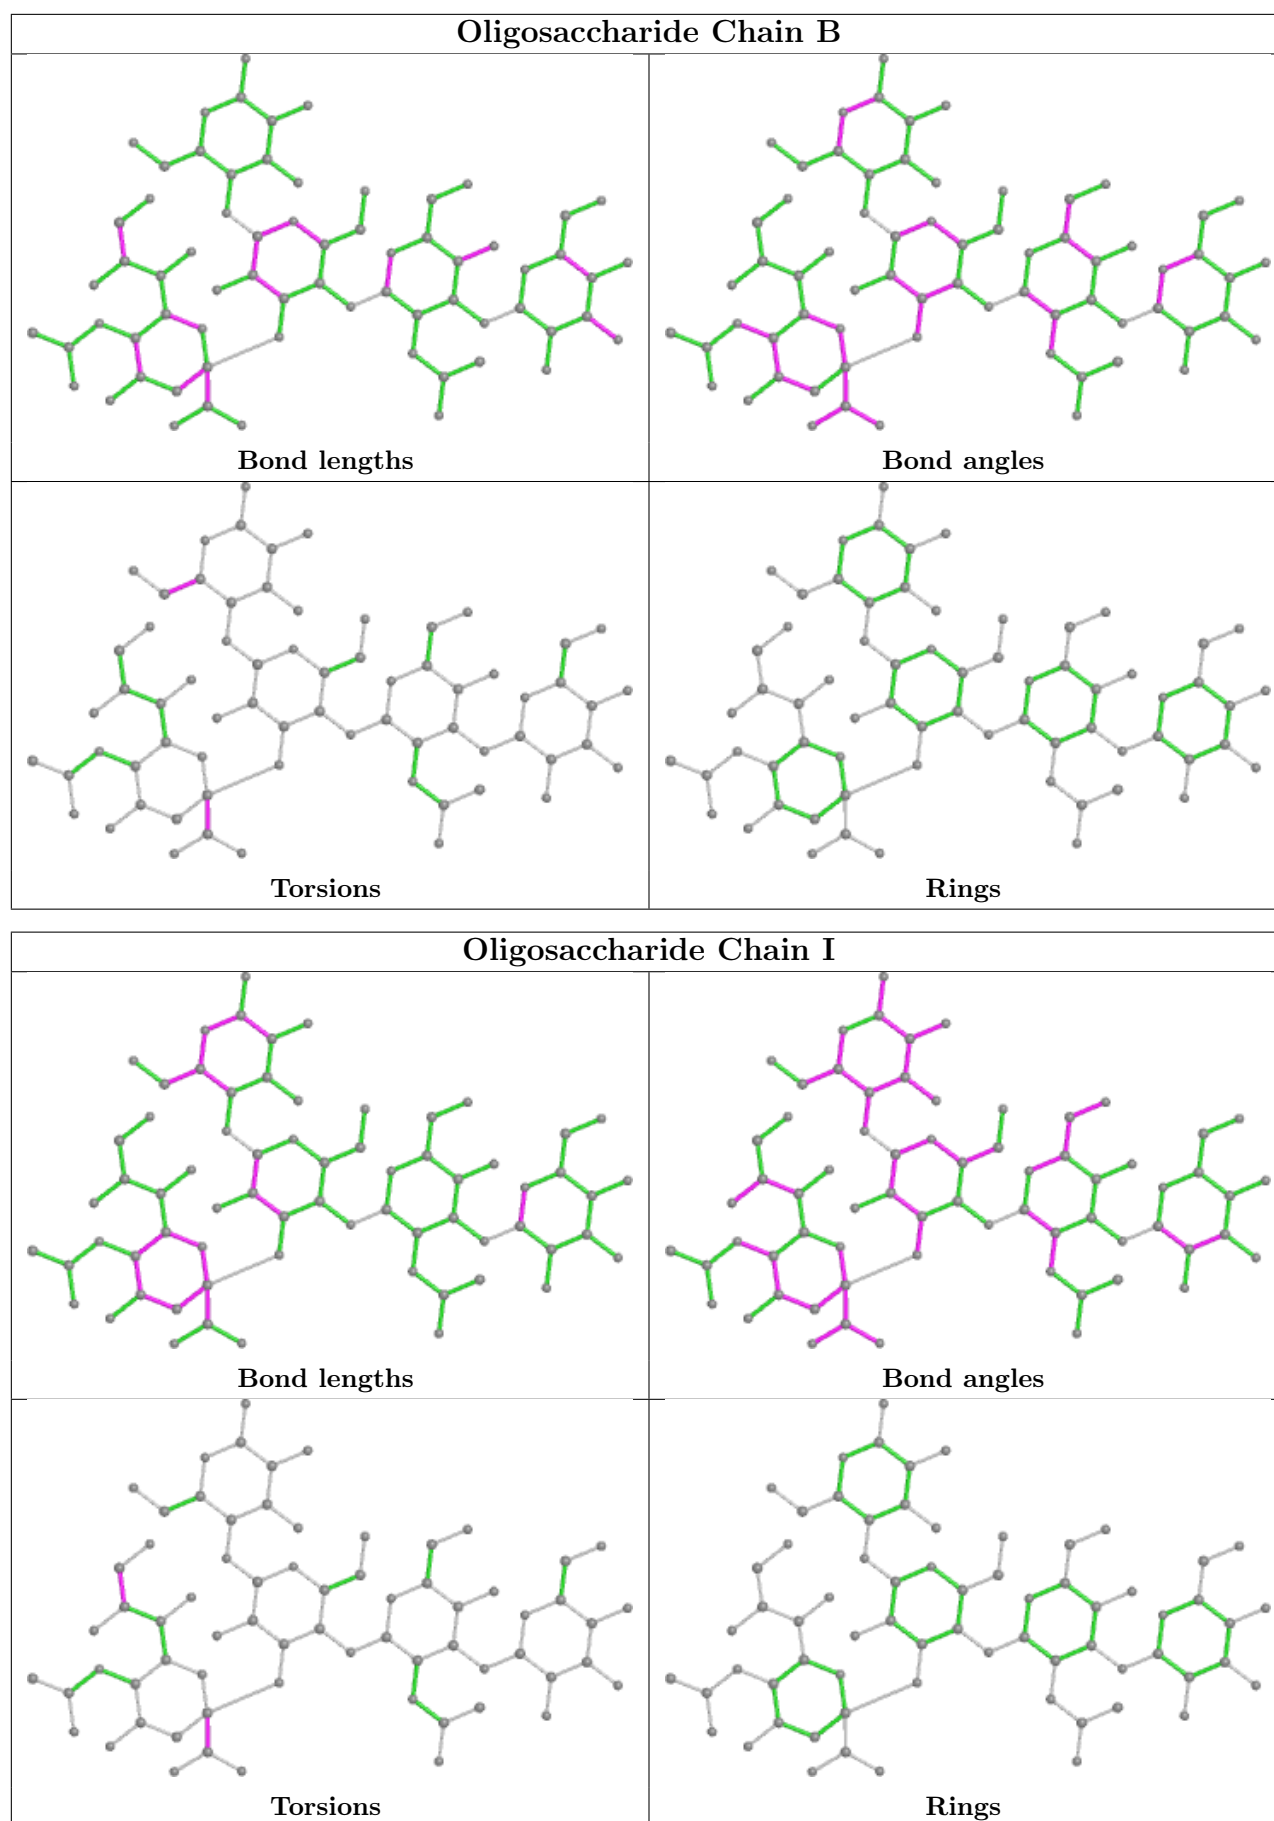 Oligosaccharide Chain B
Bond lengths
Bond angles
Torsions
Rings
Oligosaccharide Chain I
Bond lengths
Bond angles
Torsions
Rings